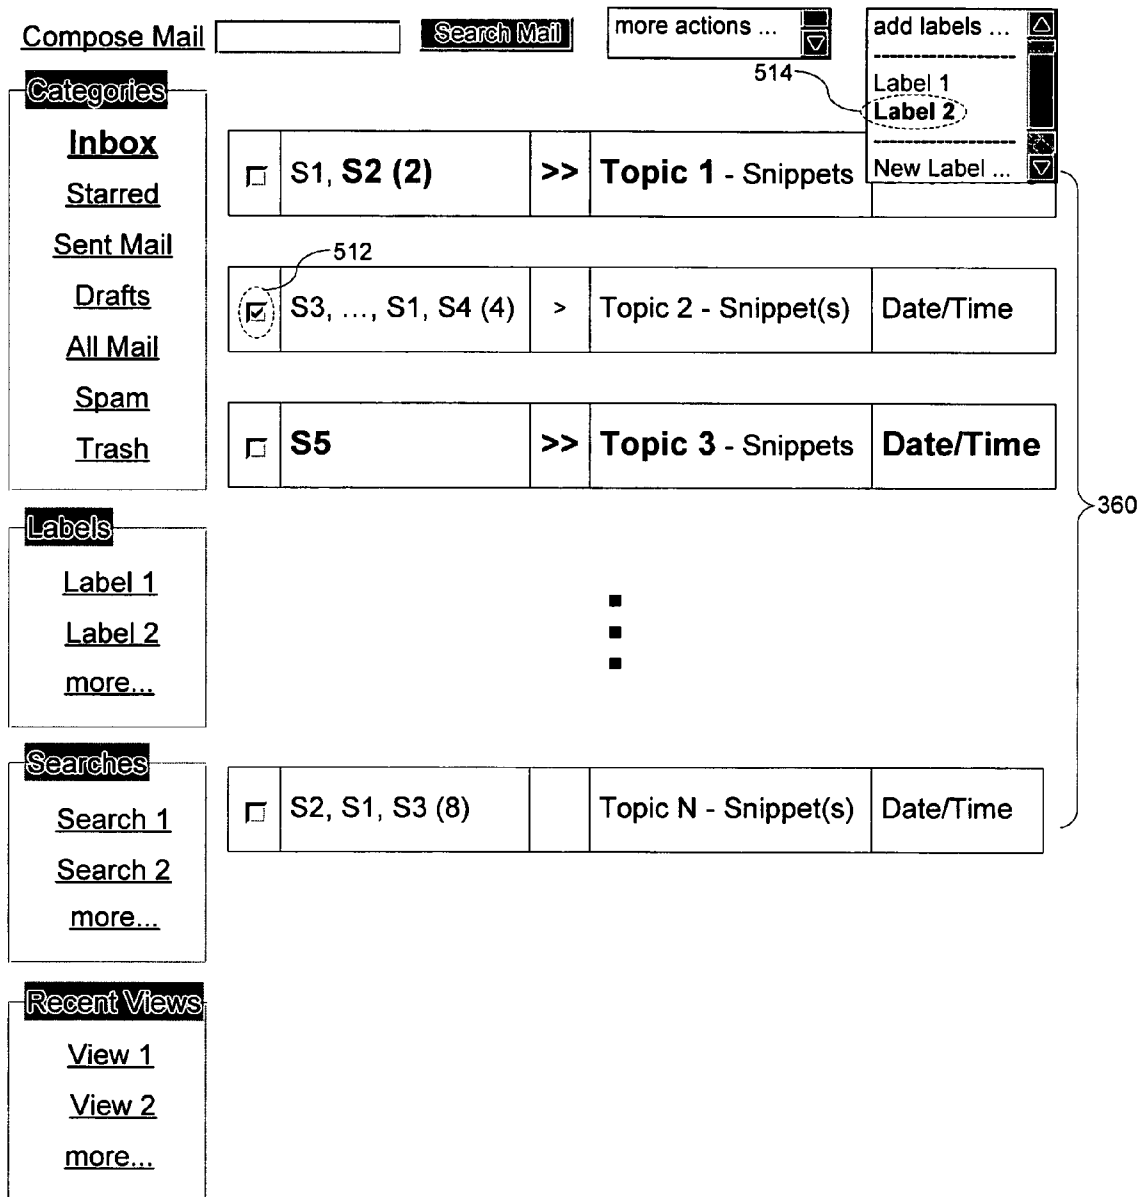 Compose Mail Search Mail more actions ... add labels ...
514
Label 1
Label 2
New Label ...
Categories
Inbox
Starred
Sent Mail
Drafts
All Mail
Spam
Trash
S1, S2 (2) >> Topic 1 - Snippets
512
S3, ..., S1, S4 (4) > Topic 2 - Snippet(s) Date/Time
S5 >> Topic 3 - Snippets Date/Time
360
Labels
Label 1
Label 2
more...
Searches
Search 1
Search 2
more...
S2, S1, S3 (8) Topic N - Snippet(s) Date/Time
Recent Views
View 1
View 2
more...